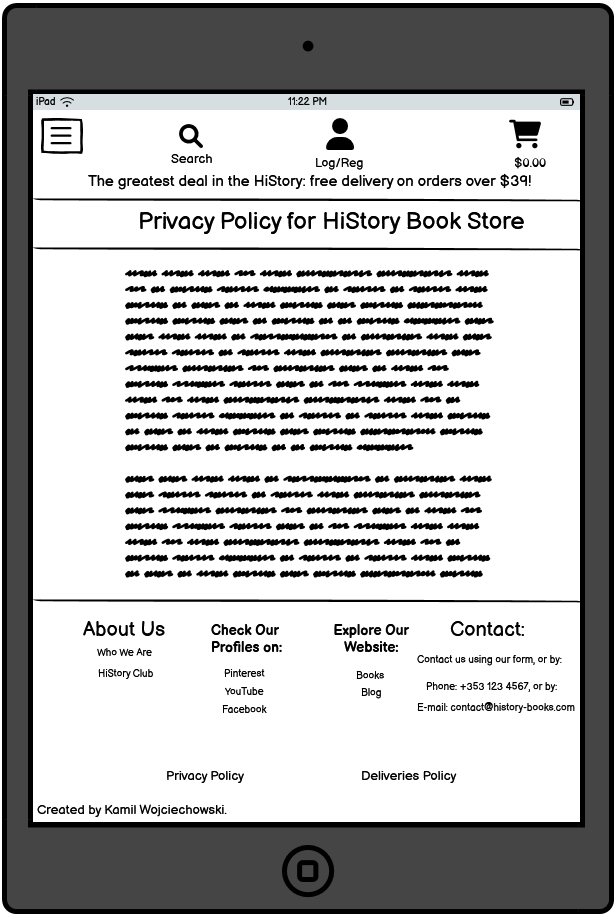 iPad
11:22 PM
Search
Log/Reg
$0.00
The greatest deal in the HiStory: free delivery on orders over $39!
Privacy Policy for HiStory Book Store
About Us
Who We Are
HiStory Club
Check Our
Profiles on:
Pinterest
YouTube
Facebook
Explore Our
Website:
Books
Blog
Contact:
Contact us using our form, or by:
Phone: +353 123 4567, or by:
E-mail: contact@history-books.com
Privacy Policy
Deliveries Policy
Created by Kamil Wojciechowski.